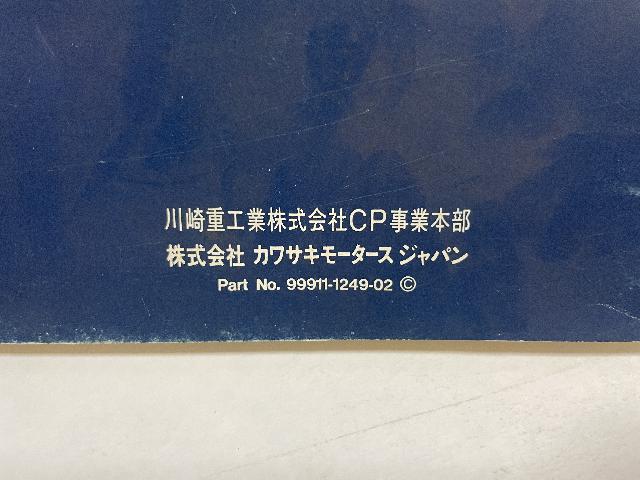 川崎重工業株式会社CP事業本部
株式会社 カワサキモータース ジャパン
Part No. 99911-1249-02 ©